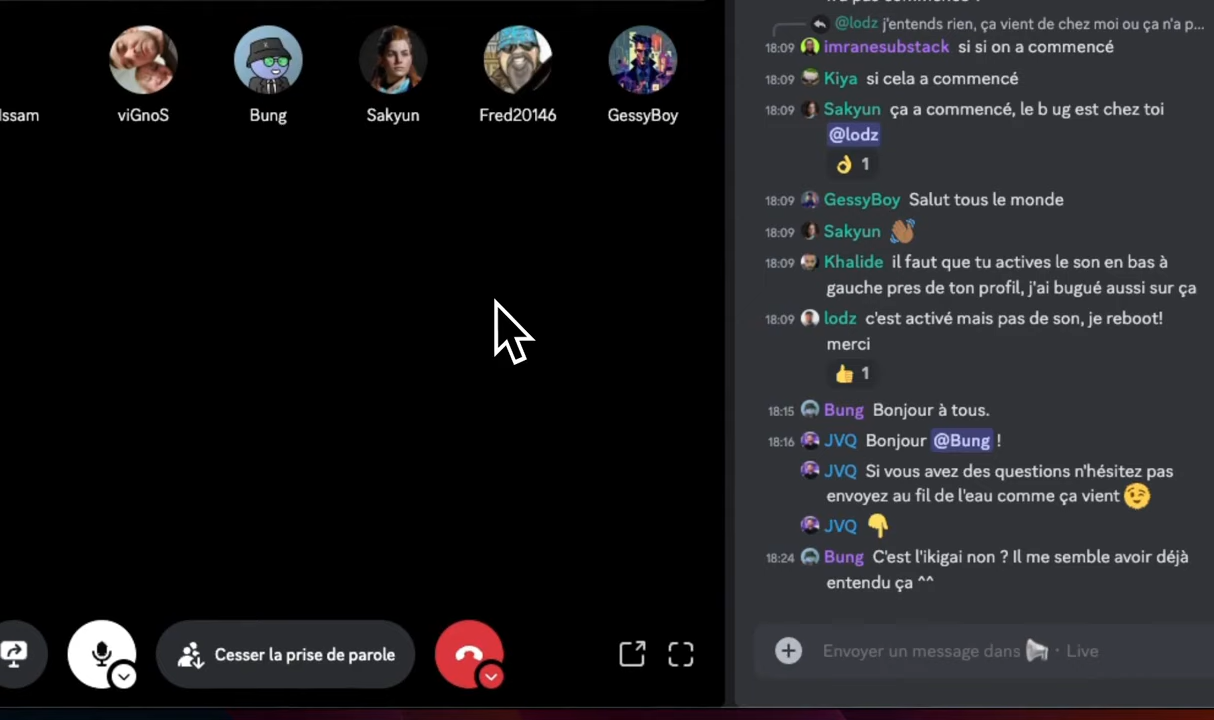 Issam
viGnoS
Bung
Sakyun
Fred20146
GessyBoy
@lodz j'entends rien, ça vient de chez moi ou ça n'a p...
18:09 imranesubstack si si on a commencé
18:09 Kiya si cela a commencé
18:09 Sakyun ça a commencé, le b ug est chez toi
@lodz
👌 1
18:09 GessyBoy Salut tous le monde
18:09 Sakyun 👋🏽
18:09 Khalide il faut que tu actives le son en bas à
gauche pres de ton profil, j'ai bugué aussi sur ça
18:09 lodz c'est activé mais pas de son, je reboot!
merci
👍 1
18:15 Bung Bonjour à tous.
18:16 JVQ Bonjour @Bung !
JVQ Si vous avez des questions n'hésitez pas
envoyez au fil de l'eau comme ça vient 😉
JVQ 👇
18:24 Bung C'est l'ikigai non ? Il me semble avoir déjà
entendu ça ^^
Cesser la prise de parole
Envoyer un message dans 📢 · Live